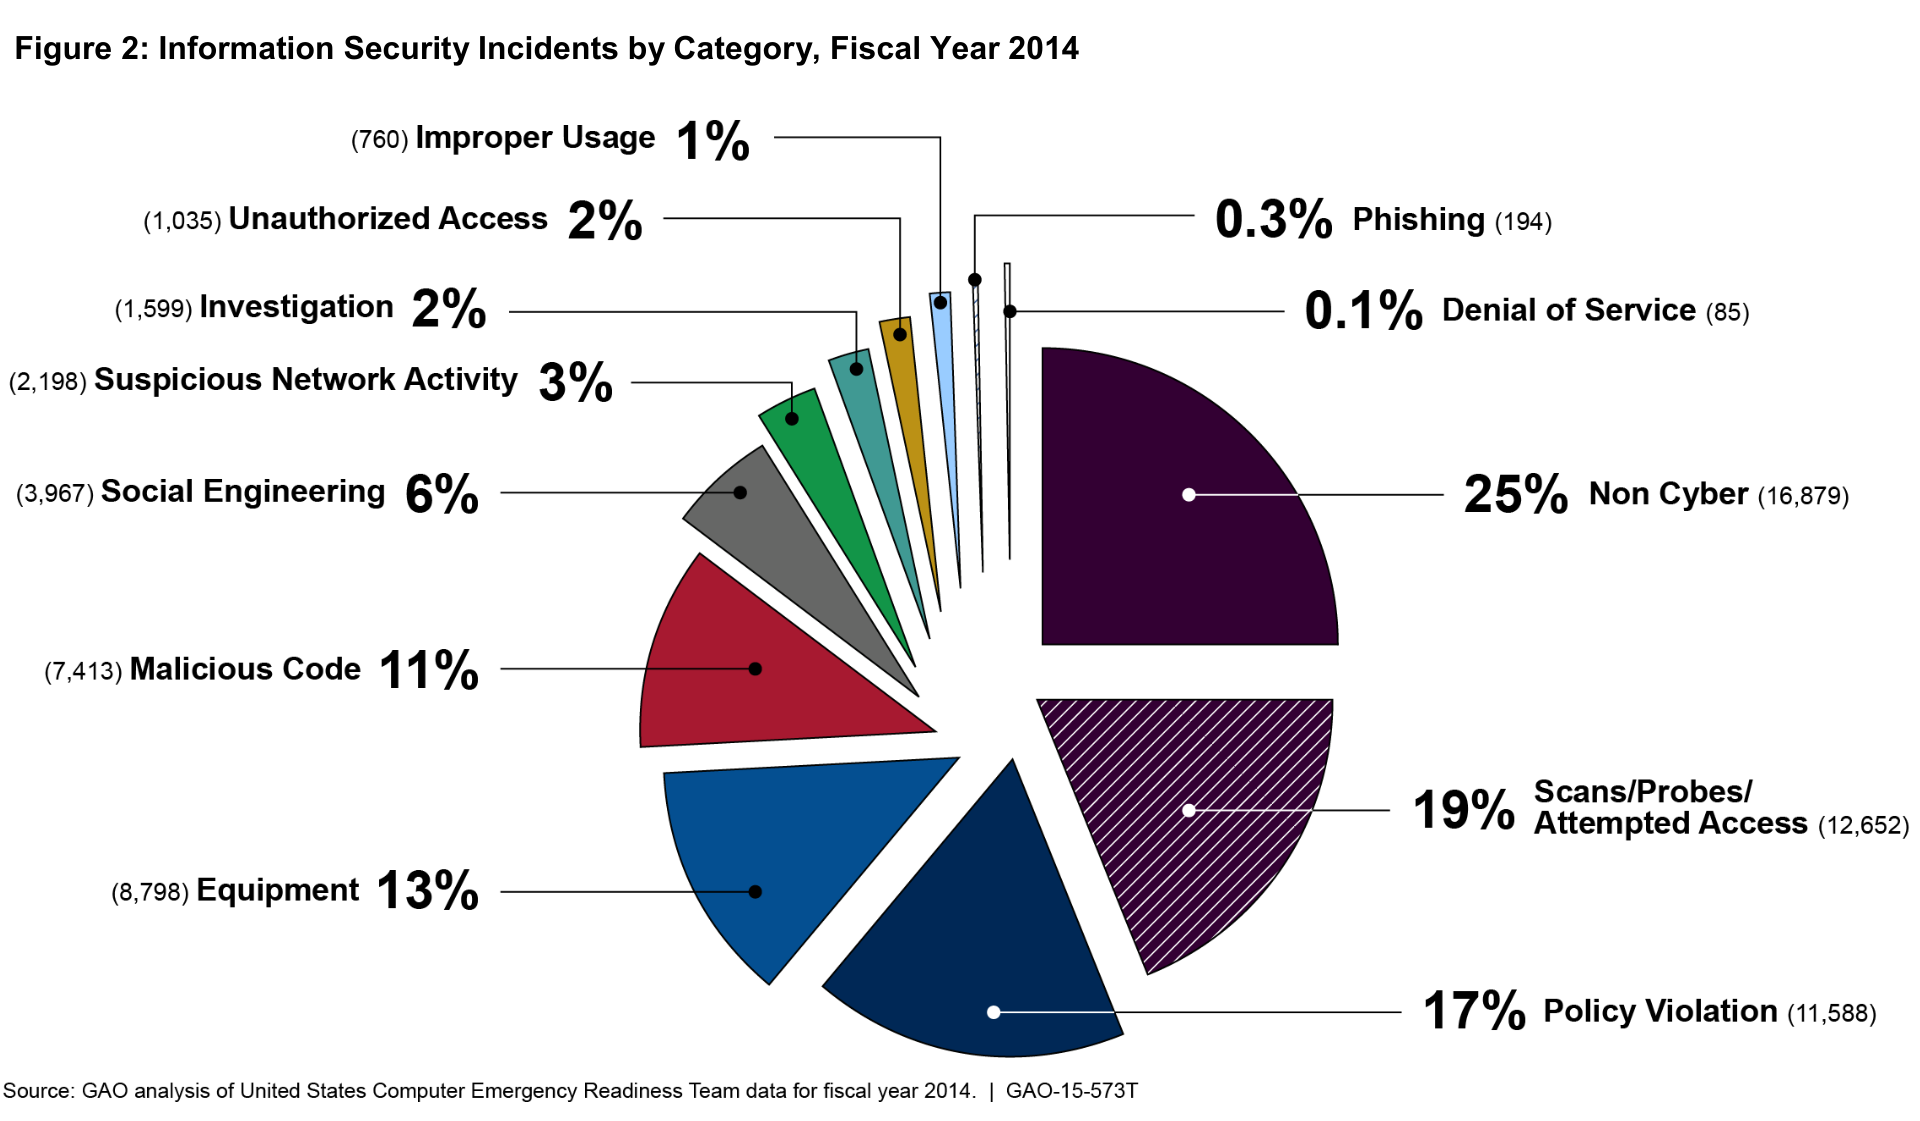 Figure 2: Information Security Incidents by Category, Fiscal Year 2014
(760) Improper Usage 1%
(1,035) Unauthorized Access 2%
0.3% Phishing (194)
(1,599) Investigation 2%
0.1% Denial of Service (85)
(2,198) Suspicious Network Activity 3%
(3,967) Social Engineering 6%
25% Non Cyber (16,879)
(7,413) Malicious Code 11%
19% Scans/Probes/
Attempted Access (12,652)
(8,798) Equipment 13%
17% Policy Violation (11,588)
Source: GAO analysis of United States Computer Emergency Readiness Team data for fiscal year 2014. | GAO-15-573T